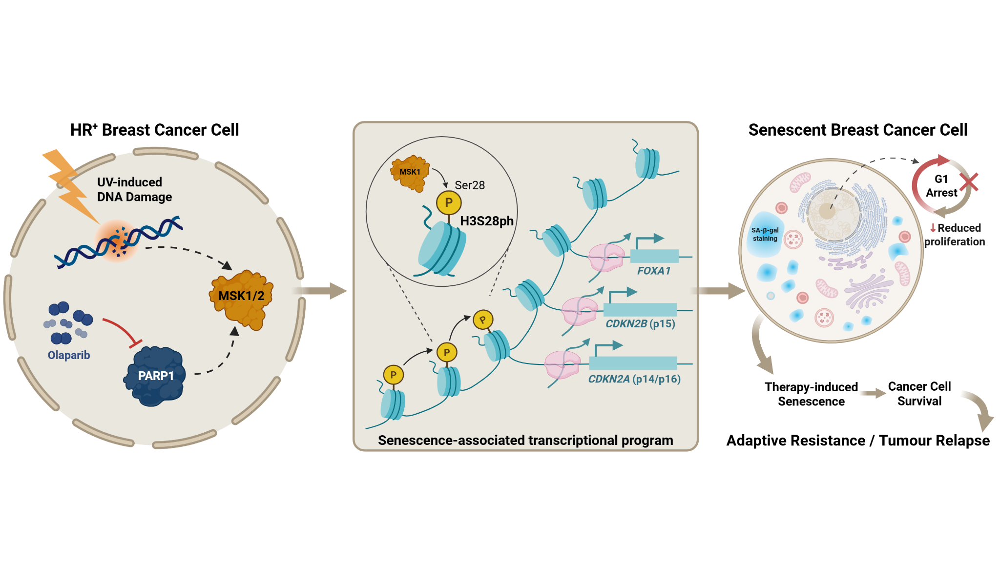 HR⁺ Breast Cancer Cell
UV-induced
DNA Damage
MSK1/2
Olaparib
PARP1
MSK1
Ser28
P
H3S28ph
P
P
P
FOXA1
CDKN2B (p15)
CDKN2A (p14/p16)
Senescence-associated transcriptional program
Senescent Breast Cancer Cell
G1
Arrest
↓Reduced
proliferation
SA-β-gal
staining
Therapy-induced
Senescence
Cancer Cell
Survival
Adaptive Resistance / Tumour Relapse